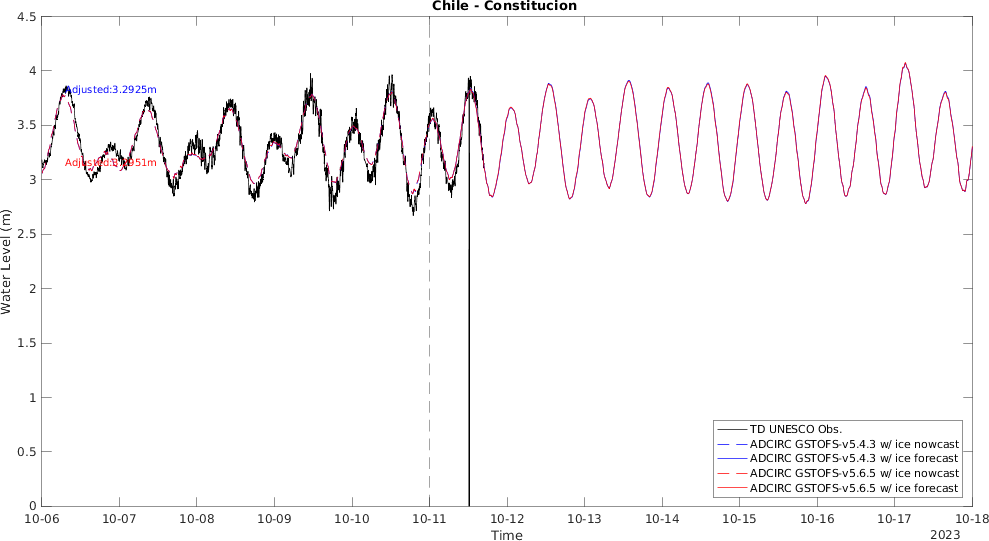 Chile - Constitucion
4.5
4
3.5
3
2.5
2
1.5
1
0.5
0
Water Level (m)
Adjusted:3.2925m
TD UNESCO Obs.
ADCIRC GSTOFS-v5.4.3 w/ ice nowcast
ADCIRC GSTOFS-v5.4.3 w/ ice forecast
ADCIRC GSTOFS-v5.6.5 w/ ice nowcast
ADCIRC GSTOFS-v5.6.5 w/ ice forecast
10-06 10-07 10-08 10-09 10-10 10-11 10-12 10-13 10-14 10-15 10-16 10-17 10-18
Time
2023